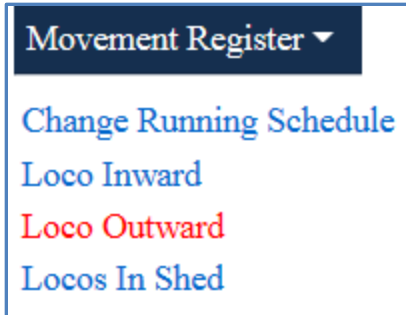 Movement Register
Change Running Schedule
Loco Inward
Loco Outward
Locos In Shed